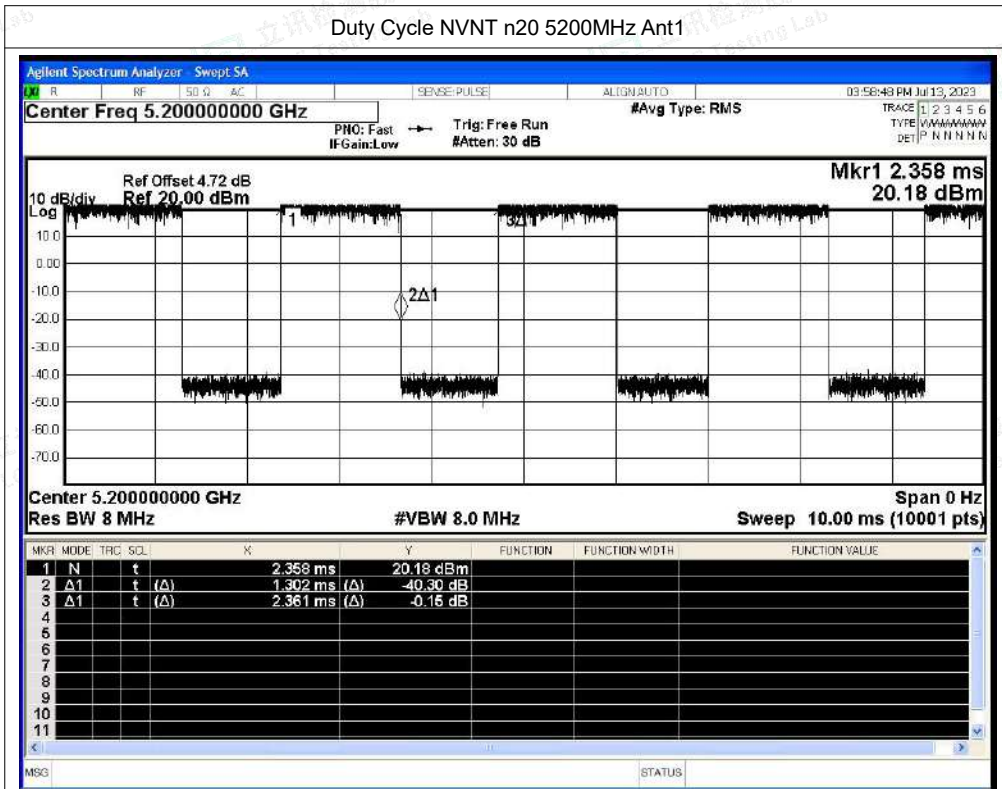 Duty Cycle NVNT n20 5200MHz Ant1
Agilent Spectrum Analyzer - Swept SA
LXI R RF 50 Ω AC SENSE:PULSE ALIGN AUTO 03:58:48 PM Jul 13, 2023
Center Freq 5.200000000 GHz #Avg Type: RMS TRACE 1 2 3 4 5 6
PNO: Fast Trig: Free Run TYPE WWWWWWW
IFGain:Low #Atten: 30 dB DET P N N N N N
Mkr1 2.358 ms
Ref Offset 4.72 dB
10 dB/div Ref 20.00 dBm 20.18 dBm
Log
1 3Δ1
10.0
0.00
-10.0
2Δ1
-20.0
-30.0
-40.0
-50.0
-60.0
-70.0
Center 5.200000000 GHz Span 0 Hz
Res BW 8 MHz #VBW 8.0 MHz Sweep 10.00 ms (10001 pts)
MKR MODE TRC SCL X Y FUNCTION FUNCTION WIDTH FUNCTION VALUE
1 N t 2.358 ms 20.18 dBm
2 Δ1 t (Δ) 1.302 ms (Δ) -40.30 dB
3 Δ1 t (Δ) 2.361 ms (Δ) -0.15 dB
4
5
6
7
8
9
10
11
MSG STATUS